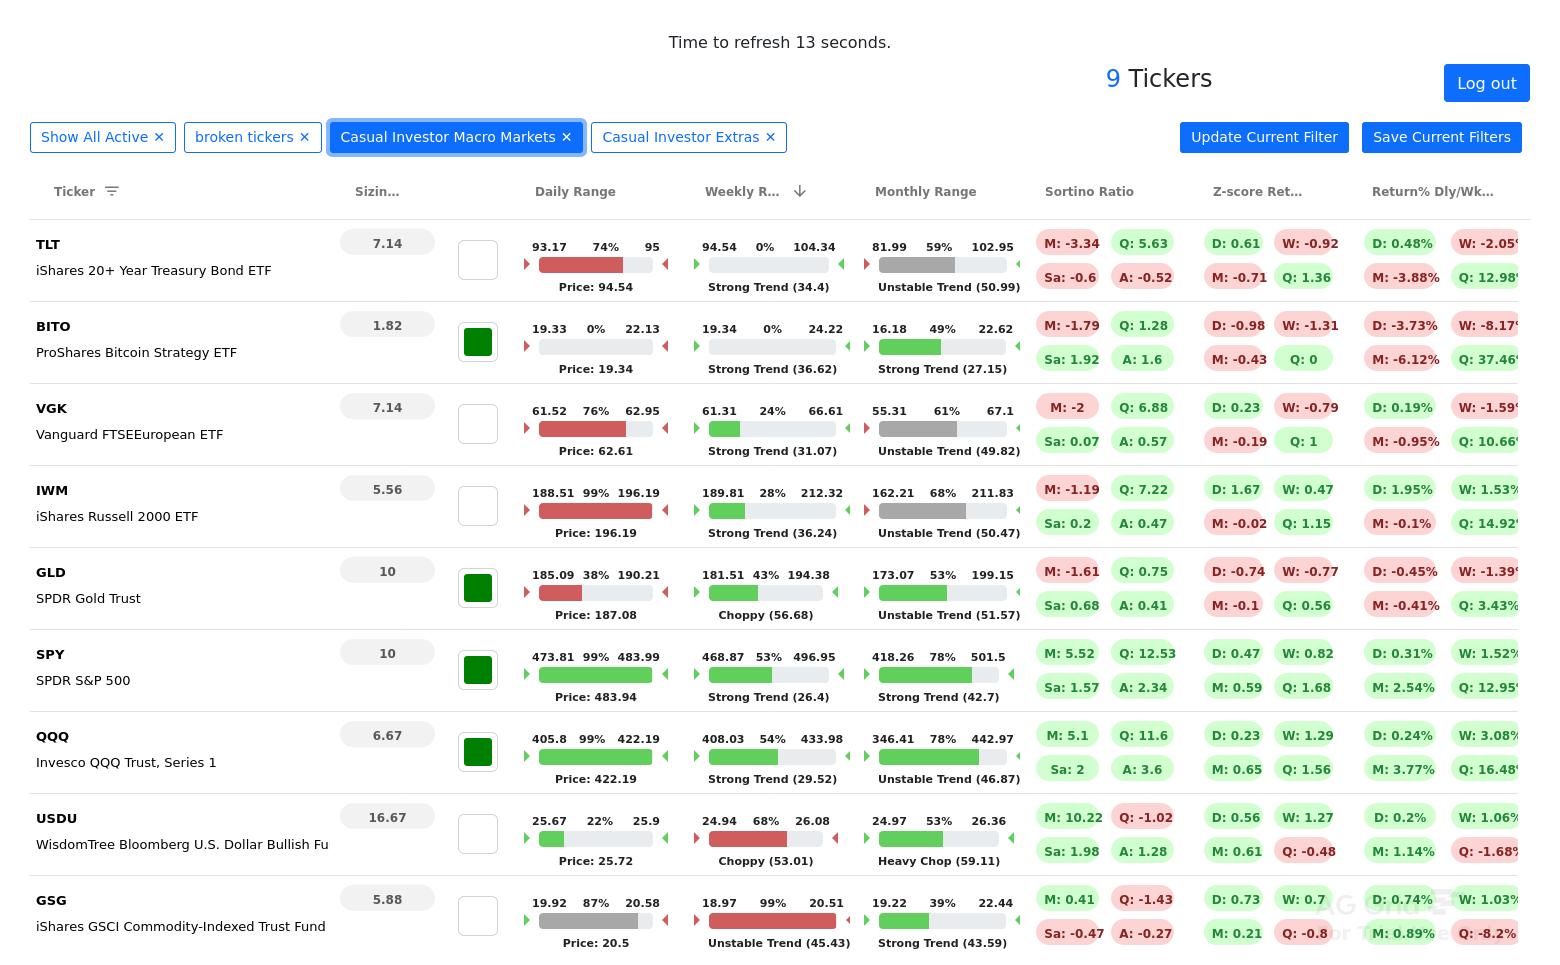 Time to refresh 13 seconds.
9 Tickers
Log out
Show All Active ✕ broken tickers ✕ Casual Investor Macro Markets ✕ Casual Investor Extras ✕ Update Current Filter Save Current Filters
Ticker Sizin… Daily Range Weekly R… Monthly Range Sortino Ratio Z-score Ret… Return% Dly/Wk…
TLT 7.14 93.17 74% 95 94.54 0% 104.34 81.99 59% 102.95 M: -3.34 Q: 5.63 D: 0.61 W: -0.92 D: 0.48% W: -2.05%
iShares 20+ Year Treasury Bond ETF Price: 94.54 Strong Trend (34.4) Unstable Trend (50.99) Sa: -0.6 A: -0.52 M: -0.71 Q: 1.36 M: -3.88% Q: 12.98%
BITO 1.82 19.33 0% 22.13 19.34 0% 24.22 16.18 49% 22.62 M: -1.79 Q: 1.28 D: -0.98 W: -1.31 D: -3.73% W: -8.17%
ProShares Bitcoin Strategy ETF Price: 19.34 Strong Trend (36.62) Strong Trend (27.15) Sa: 1.92 A: 1.6 M: -0.43 Q: 0 M: -6.12% Q: 37.46%
VGK 7.14 61.52 76% 62.95 61.31 24% 66.61 55.31 61% 67.1 M: -2 Q: 6.88 D: 0.23 W: -0.79 D: 0.19% W: -1.59%
Vanguard FTSEEuropean ETF Price: 62.61 Strong Trend (31.07) Unstable Trend (49.82) Sa: 0.07 A: 0.57 M: -0.19 Q: 1 M: -0.95% Q: 10.66%
IWM 5.56 188.51 99% 196.19 189.81 28% 212.32 162.21 68% 211.83 M: -1.19 Q: 7.22 D: 1.67 W: 0.47 D: 1.95% W: 1.53%
iShares Russell 2000 ETF Price: 196.19 Strong Trend (36.24) Unstable Trend (50.47) Sa: 0.2 A: 0.47 M: -0.02 Q: 1.15 M: -0.1% Q: 14.92%
GLD 10 185.09 38% 190.21 181.51 43% 194.38 173.07 53% 199.15 M: -1.61 Q: 0.75 D: -0.74 W: -0.77 D: -0.45% W: -1.39%
SPDR Gold Trust Price: 187.08 Choppy (56.68) Unstable Trend (51.57) Sa: 0.68 A: 0.41 M: -0.1 Q: 0.56 M: -0.41% Q: 3.43%
SPY 10 473.81 99% 483.99 468.87 53% 496.95 418.26 78% 501.5 M: 5.52 Q: 12.53 D: 0.47 W: 0.82 D: 0.31% W: 1.52%
SPDR S&P 500 Price: 483.94 Strong Trend (26.4) Strong Trend (42.7) Sa: 1.57 A: 2.34 M: 0.59 Q: 1.68 M: 2.54% Q: 12.95%
QQQ 6.67 405.8 99% 422.19 408.03 54% 433.98 346.41 78% 442.97 M: 5.1 Q: 11.6 D: 0.23 W: 1.29 D: 0.24% W: 3.08%
Invesco QQQ Trust, Series 1 Price: 422.19 Strong Trend (29.52) Unstable Trend (46.87) Sa: 2 A: 3.6 M: 0.65 Q: 1.56 M: 3.77% Q: 16.48%
USDU 16.67 25.67 22% 25.9 24.94 68% 26.08 24.97 53% 26.36 M: 10.22 Q: -1.02 D: 0.56 W: 1.27 D: 0.2% W: 1.06%
WisdomTree Bloomberg U.S. Dollar Bullish Fu Price: 25.72 Choppy (53.01) Heavy Chop (59.11) Sa: 1.98 A: 1.28 M: 0.61 Q: -0.48 M: 1.14% Q: -1.68%
GSG 5.88 19.92 87% 20.58 18.97 99% 20.51 19.22 39% 22.44 M: 0.41 Q: -1.43 D: 0.73 W: 0.7 D: 0.74% W: 1.03%
iShares GSCI Commodity-Indexed Trust Fund Price: 20.5 Unstable Trend (45.43) Strong Trend (43.59) Sa: -0.47 A: -0.27 M: 0.21 Q: -0.8 M: 0.89% Q: -8.2%